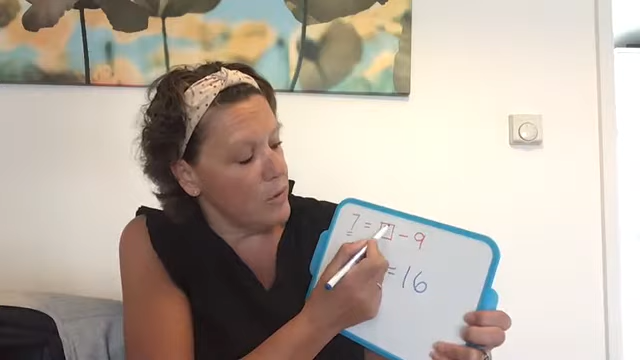 7 = □ - 9
= 16